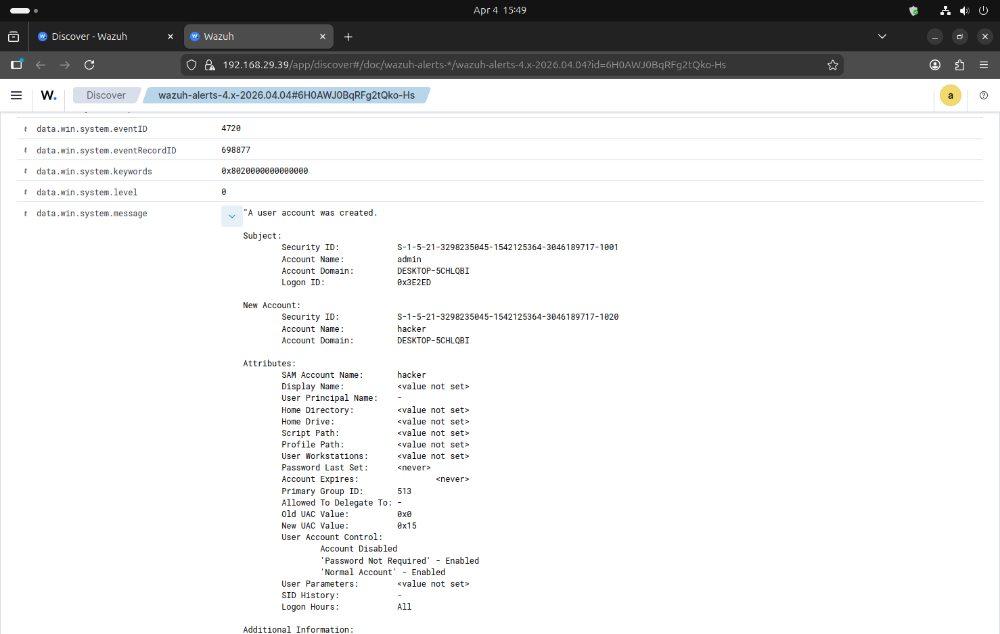 Apr 4 15:49
Discover - Wazuh
Wazuh
192.168.29.39/app/discover#/doc/wazuh-alerts-*/wazuh-alerts-4.x-2026.04.04?id=6H0AWJ0BqRFg2tQko-Hs
W.
Discover
wazuh-alerts-4.x-2026.04.04#6H0AWJ0BqRFg2tQko-Hs
a
t data.win.system.eventID 4720
t data.win.system.eventRecordID 698877
t data.win.system.keywords 0x8020000000000000
t data.win.system.level 0
t data.win.system.message "A user account was created.
Subject:
Security ID: S-1-5-21-3298235045-1542125364-3046189717-1001
Account Name: admin
Account Domain: DESKTOP-5CHLQBI
Logon ID: 0x3E2ED
New Account:
Security ID: S-1-5-21-3298235045-1542125364-3046189717-1020
Account Name: hacker
Account Domain: DESKTOP-5CHLQBI
Attributes:
SAM Account Name: hacker
Display Name: <value not set>
User Principal Name: -
Home Directory: <value not set>
Home Drive: <value not set>
Script Path: <value not set>
Profile Path: <value not set>
User Workstations: <value not set>
Password Last Set: <never>
Account Expires: <never>
Primary Group ID: 513
Allowed To Delegate To: -
Old UAC Value: 0x0
New UAC Value: 0x15
User Account Control:
Account Disabled
'Password Not Required' - Enabled
'Normal Account' - Enabled
User Parameters: <value not set>
SID History: -
Logon Hours: All
Additional Information: